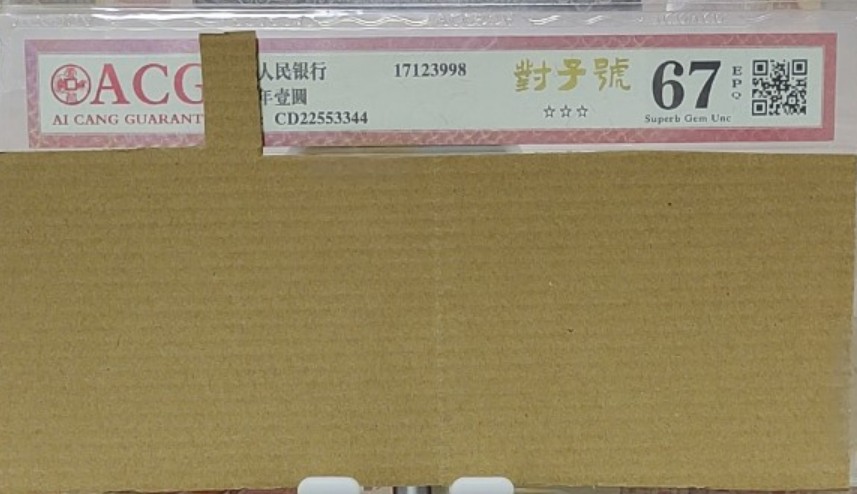 ACG
AI CANG GUARANT
人民银行 17123998
年壹圆
CD22553344
對子號
☆☆☆
67
EPQ
Superb Gem Unc